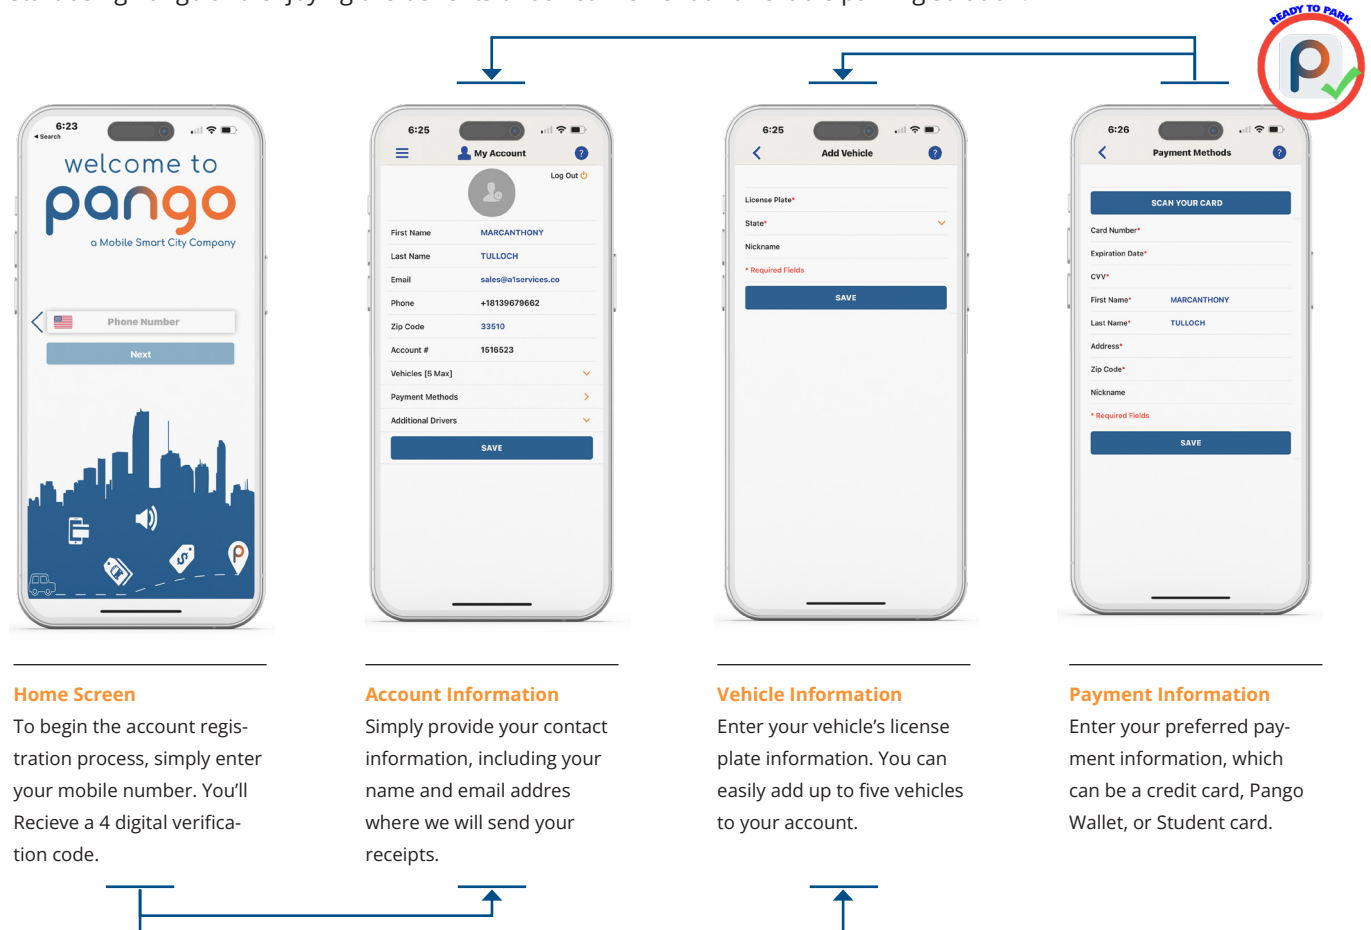 READY TO PARK
6:23
Search
welcome to
pango
a Mobile Smart City Company
Phone Number
Next
6:25
My Account
?
Log Out
First Name MARCANTHONY
Last Name TULLOCH
Email sales@a1services.co
Phone +18139679662
Zip Code 33510
Account # 1516523
Vehicles [5 Max]
Payment Methods
Additional Drivers
SAVE
6:25
Add Vehicle
?
License Plate*
State*
Nickname
* Required Fields
SAVE
6:26
Payment Methods
?
SCAN YOUR CARD
Card Number*
Expiration Date*
CVV*
First Name* MARCANTHONY
Last Name* TULLOCH
Address*
Zip Code*
Nickname
* Required Fields
SAVE
Home Screen
To begin the account regis-
tration process, simply enter
your mobile number. You'll
Recieve a 4 digital verifica-
tion code.
Account Information
Simply provide your contact
information, including your
name and email addres
where we will send your
receipts.
Vehicle Information
Enter your vehicle's license
plate information. You can
easily add up to five vehicles
to your account.
Payment Information
Enter your preferred pay-
ment information, which
can be a credit card, Pango
Wallet, or Student card.